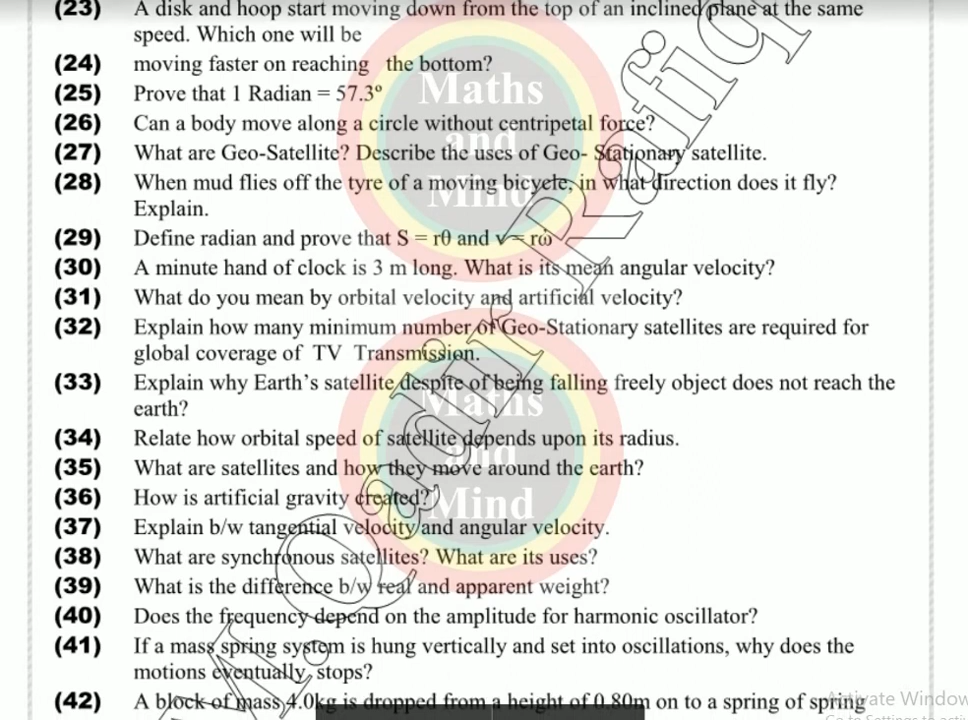 (23) A disk and hoop start moving down from the top of an inclined plane at the same
speed. Which one will be
(24) moving faster on reaching the bottom?
(25) Prove that 1 Radian = 57.3º
(26) Can a body move along a circle without centripetal force?
(27) What are Geo-Satellite? Describe the uses of Geo- Stationary satellite.
(28) When mud flies off the tyre of a moving bicycle, in what direction does it fly?
Explain.
(29) Define radian and prove that S = rθ and v = rώ
(30) A minute hand of clock is 3 m long. What is its mean angular velocity?
(31) What do you mean by orbital velocity and artificial velocity?
(32) Explain how many minimum number of Geo-Stationary satellites are required for
global coverage of TV Transmission.
(33) Explain why Earth’s satellite despite of being falling freely object does not reach the
earth?
(34) Relate how orbital speed of satellite depends upon its radius.
(35) What are satellites and how they move around the earth?
(36) How is artificial gravity created?
(37) Explain b/w tangential velocity and angular velocity.
(38) What are synchronous satellites? What are its uses?
(39) What is the difference b/w real and apparent weight?
(40) Does the frequency depend on the amplitude for harmonic oscillator?
(41) If a mass spring system is hung vertically and set into oscillations, why does the
motions eventually, stops?
(42) A block of mass 4.0kg is dropped from a height of 0.80m on to a spring of spring
Maths
and
Mind
Maths
and
Mind
M. Qadir Rafiq
Activate Window